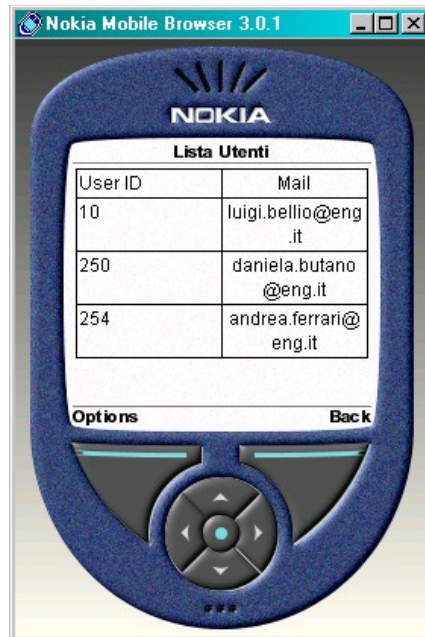 Nokia Mobile Browser 3.0.1
NOKIA
Lista Utenti
User ID Mail
10 luigi.bellio@eng
.it
250 daniela.butano
@eng.it
254 andrea.ferrari@
eng.it
Options Back